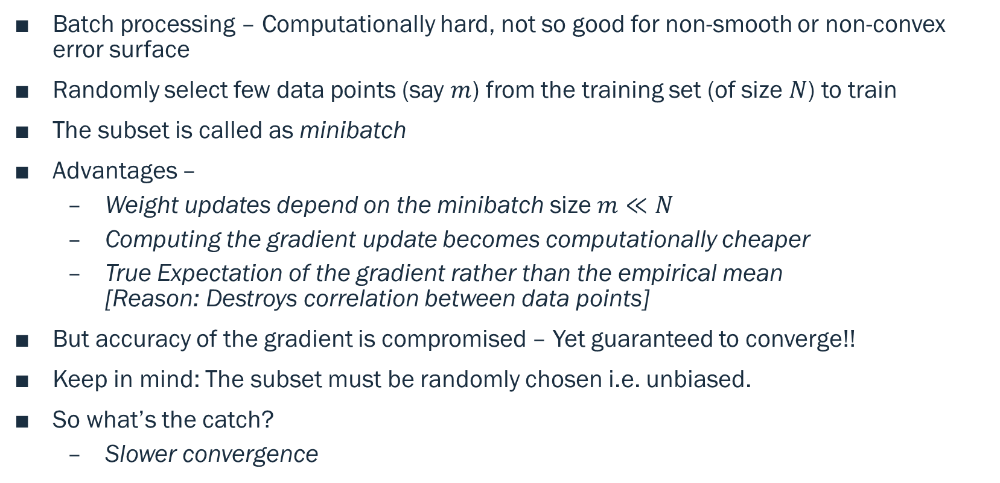 ▪ Batch processing – Computationally hard, not so good for non-smooth or non-convex
error surface
▪ Randomly select few data points (say m) from the training set (of size N) to train
▪ The subset is called as minibatch
▪ Advantages –
– Weight updates depend on the minibatch size m ≪ N
– Computing the gradient update becomes computationally cheaper
– True Expectation of the gradient rather than the empirical mean
[Reason: Destroys correlation between data points]
▪ But accuracy of the gradient is compromised – Yet guaranteed to converge!!
▪ Keep in mind: The subset must be randomly chosen i.e. unbiased.
▪ So what’s the catch?
– Slower convergence